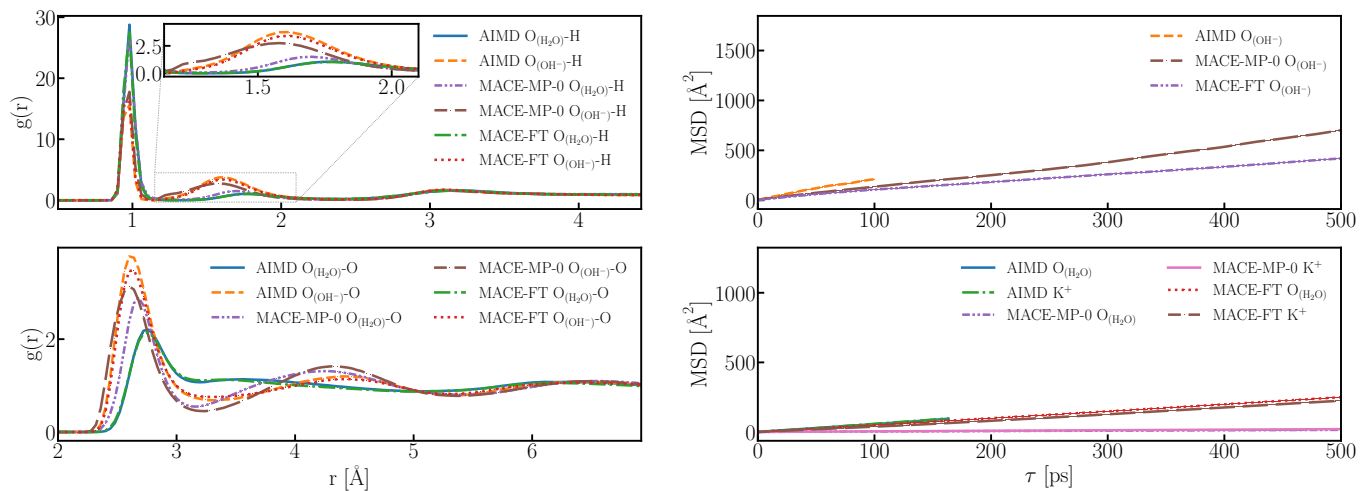 30
20
10
0
g(r)
2.5
0.0
1.5
2.0
AIMD O(H₂O)-H
AIMD O(OH⁻)-H
MACE-MP-0 O(H₂O)-H
MACE-MP-0 O(OH⁻)-H
MACE-FT O(H₂O)-H
MACE-FT O(OH⁻)-H
1 2 3 4
2
0
g(r)
AIMD O(H₂O)-O
AIMD O(OH⁻)-O
MACE-MP-0 O(H₂O)-O
MACE-MP-0 O(OH⁻)-O
MACE-FT O(H₂O)-O
MACE-FT O(OH⁻)-O
2 3 4 5 6
r [Å]
1500
1000
500
0
MSD [Å²]
AIMD O(OH⁻)
MACE-MP-0 O(OH⁻)
MACE-FT O(OH⁻)
0 100 200 300 400 500
1000
500
0
MSD [Å²]
AIMD O(H₂O)
AIMD K⁺
MACE-MP-0 O(H₂O)
MACE-MP-0 K⁺
MACE-FT O(H₂O)
MACE-FT K⁺
0 100 200 300 400 500
τ [ps]